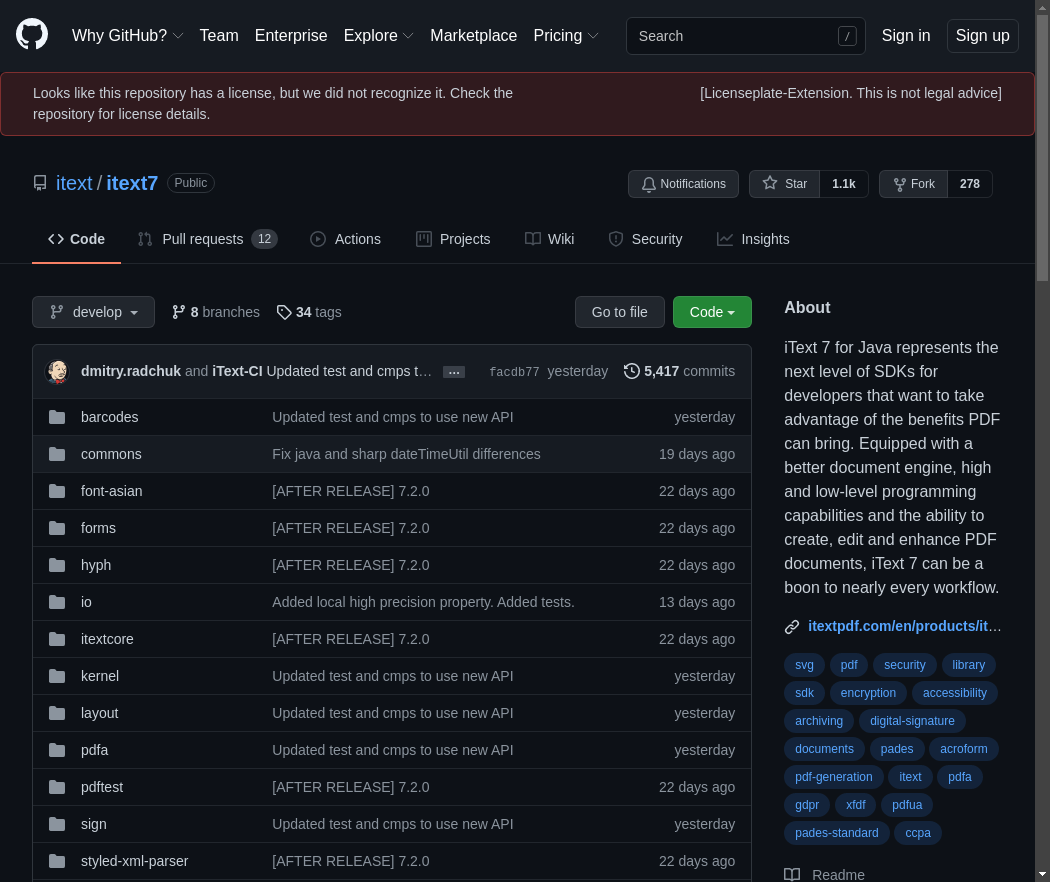 Why GitHub? Team Enterprise Explore Marketplace Pricing Search / Sign in Sign up
Looks like this repository has a license, but we did not recognize it. Check the repository for license details.
[Licenseplate-Extension. This is not legal advice]
itext / itext7 Public
Notifications Star 1.1k Fork 278
Code Pull requests 12 Actions Projects Wiki Security Insights
develop 8 branches 34 tags Go to file Code
dmitry.radchuk and iText-CI Updated test and cmps t… … facdb77 yesterday 5,417 commits
barcodes Updated test and cmps to use new API yesterday
commons Fix java and sharp dateTimeUtil differences 19 days ago
font-asian [AFTER RELEASE] 7.2.0 22 days ago
forms [AFTER RELEASE] 7.2.0 22 days ago
hyph [AFTER RELEASE] 7.2.0 22 days ago
io Added local high precision property. Added tests. 13 days ago
itextcore [AFTER RELEASE] 7.2.0 22 days ago
kernel Updated test and cmps to use new API yesterday
layout Updated test and cmps to use new API yesterday
pdfa Updated test and cmps to use new API yesterday
pdftest [AFTER RELEASE] 7.2.0 22 days ago
sign Updated test and cmps to use new API yesterday
styled-xml-parser [AFTER RELEASE] 7.2.0 22 days ago
About
iText 7 for Java represents the
next level of SDKs for
developers that want to take
advantage of the benefits PDF
can bring. Equipped with a
better document engine, high
and low-level programming
capabilities and the ability to
create, edit and enhance PDF
documents, iText 7 can be a
boon to nearly every workflow.
itextpdf.com/en/products/it…
svg pdf security library
sdk encryption accessibility
archiving digital-signature
documents pades acroform
pdf-generation itext pdfa
gdpr xfdf pdfua
pades-standard ccpa
Readme